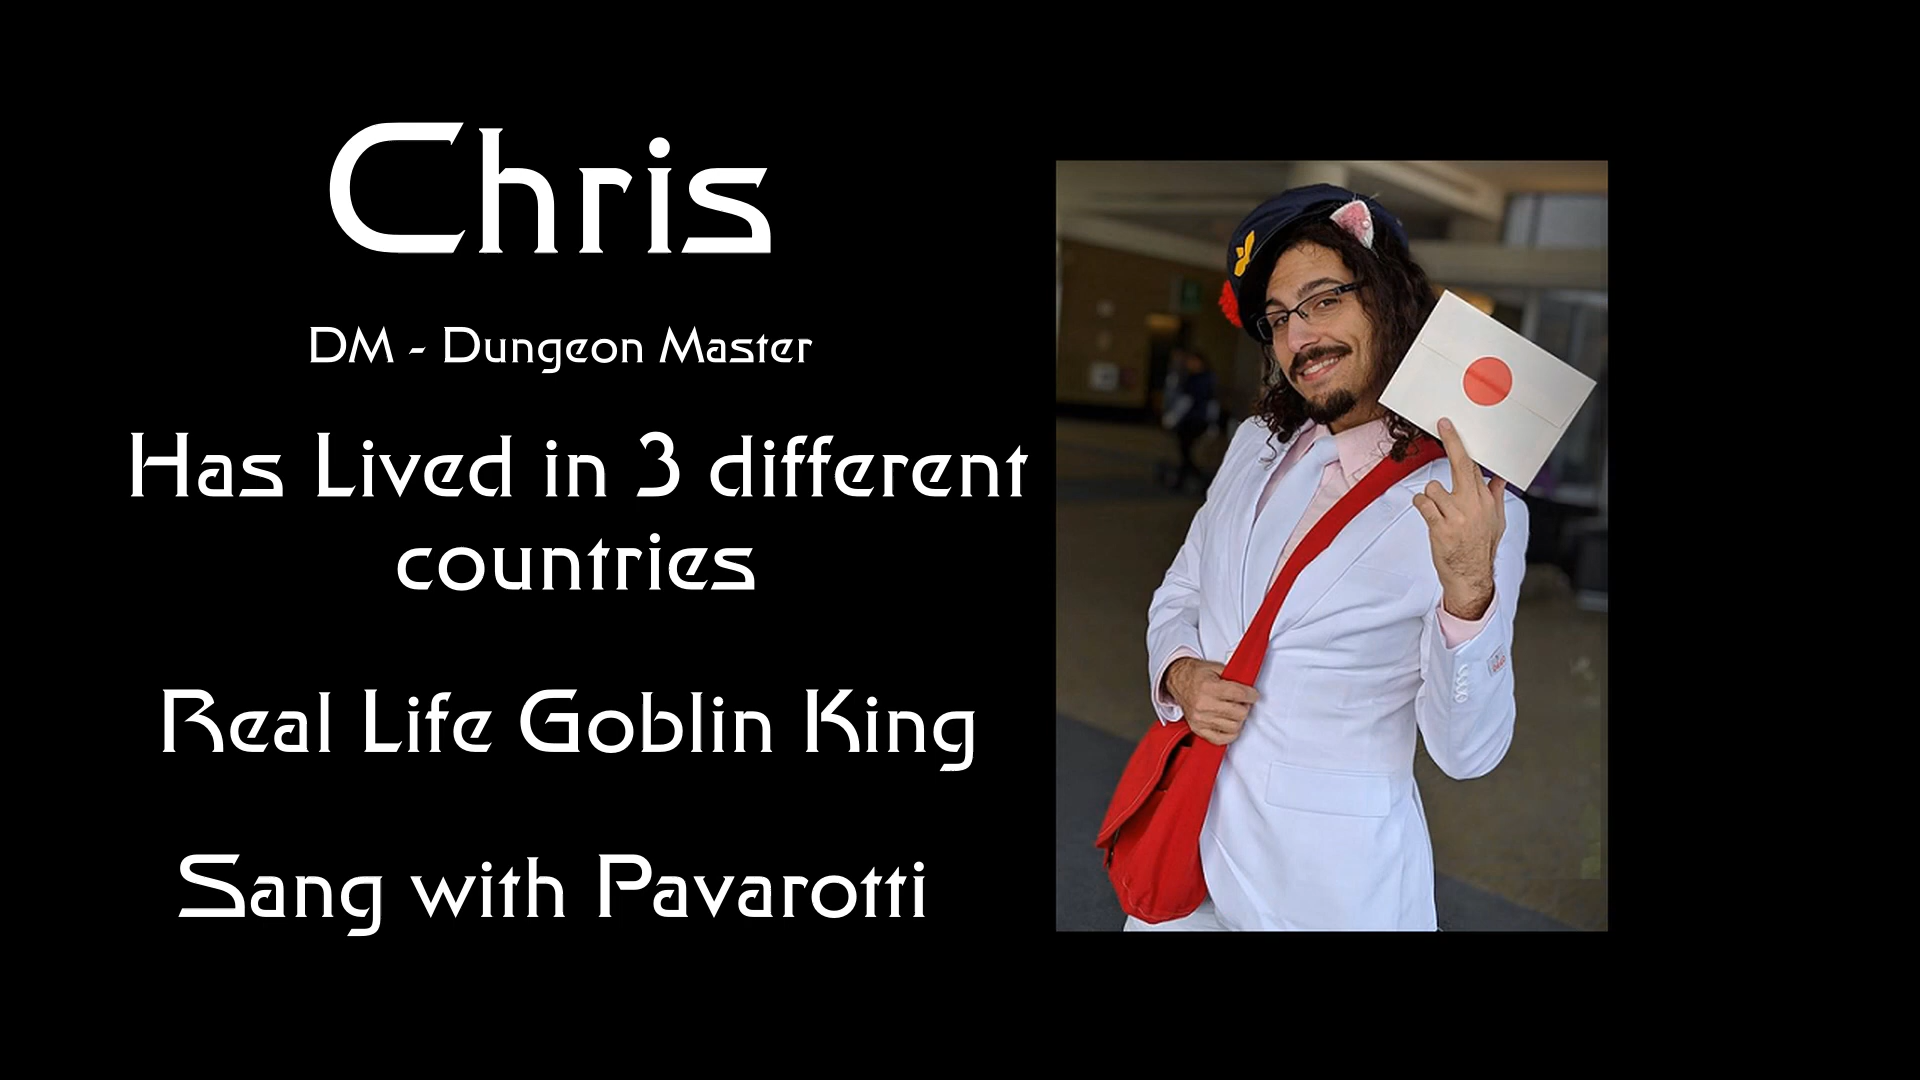 Chris
DM - Dungeon Master
Has Lived in 3 different
countries
Real Life Goblin King
Sang with Pavarotti